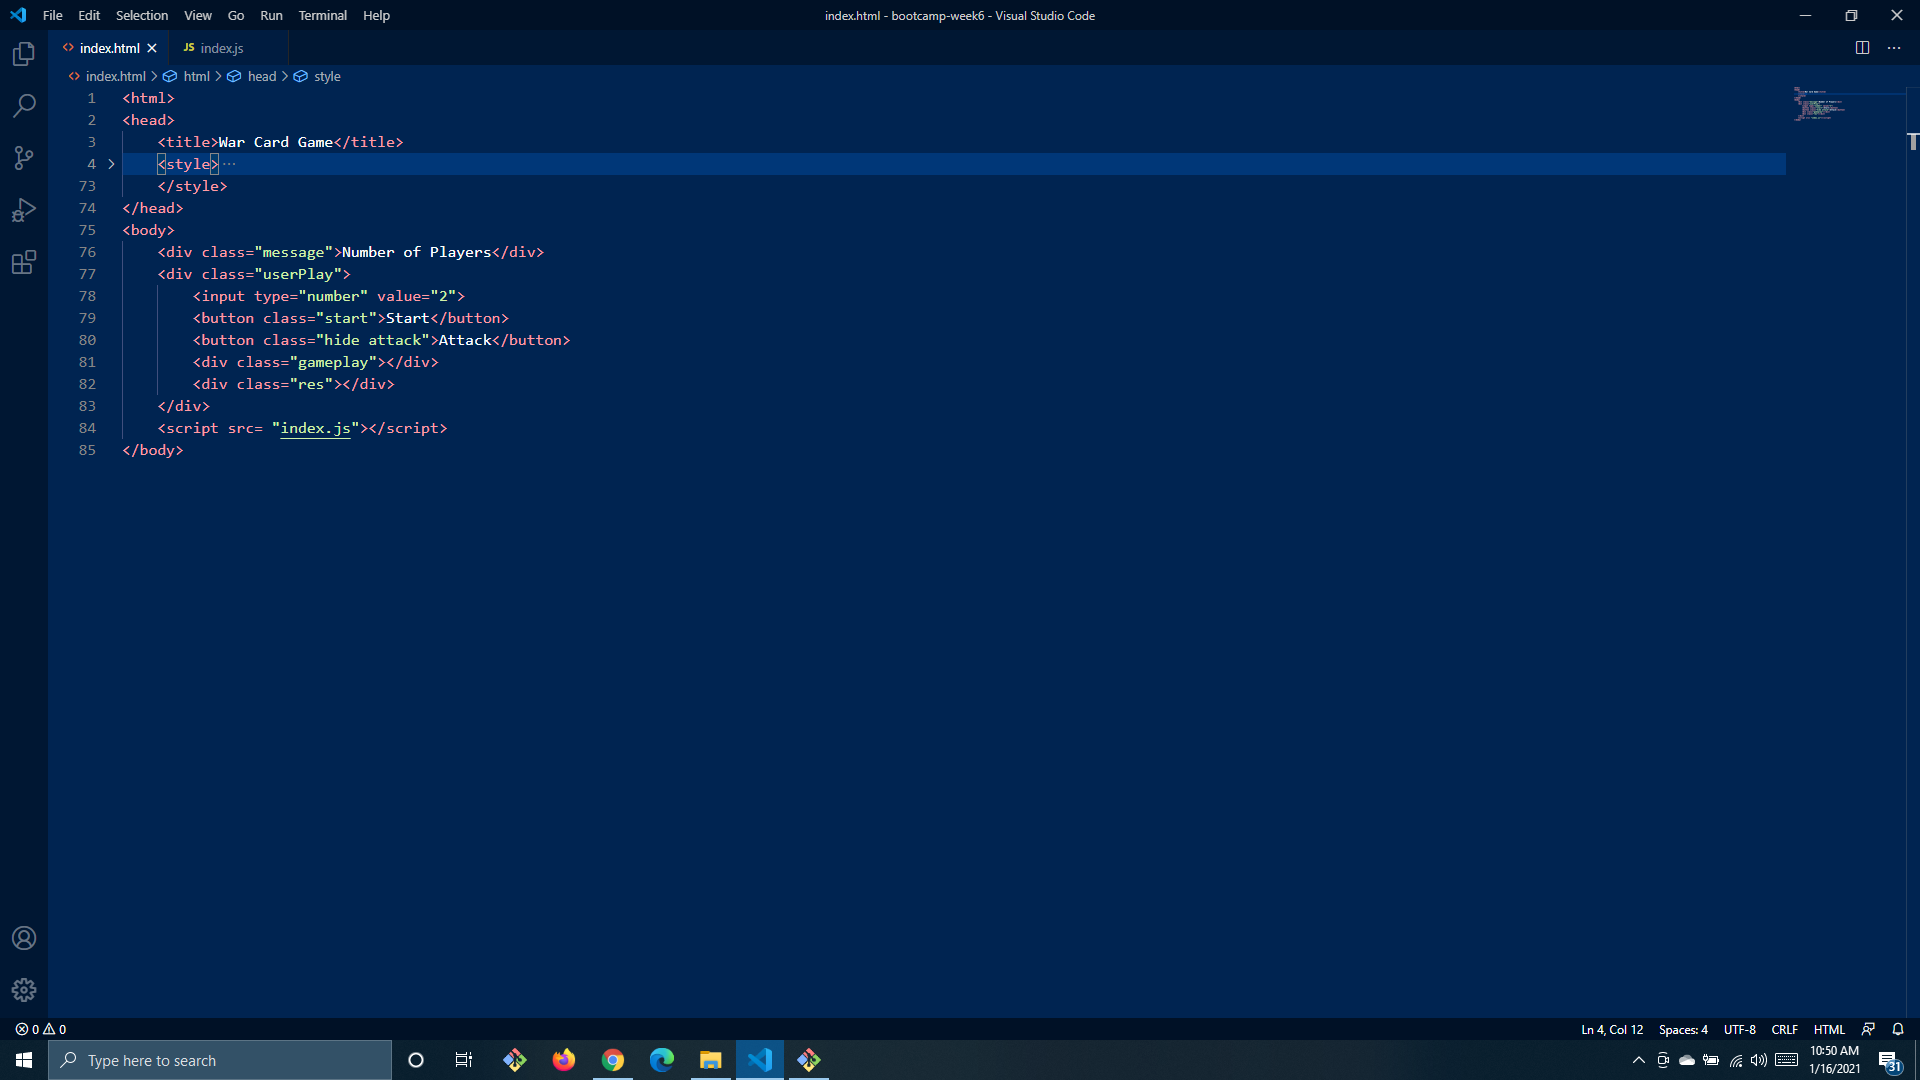 File Edit Selection View Go Run Terminal Help
index.html - bootcamp-week6 - Visual Studio Code
index.html
JS index.js
index.html > html > head > style
1 <html>
2 <head>
3     <title>War Card Game</title>
4     <style>···
73     </style>
74 </head>
75 <body>
76     <div class="message">Number of Players</div>
77     <div class="userPlay">
78         <input type="number" value="2">
79         <button class="start">Start</button>
80         <button class="hide attack">Attack</button>
81         <div class="gameplay"></div>
82         <div class="res"></div>
83     </div>
84     <script src= "index.js"></script>
85 </body>
0 0
Ln 4, Col 12 Spaces: 4 UTF-8 CRLF HTML
Type here to search
10:50 AM
1/16/2021
31